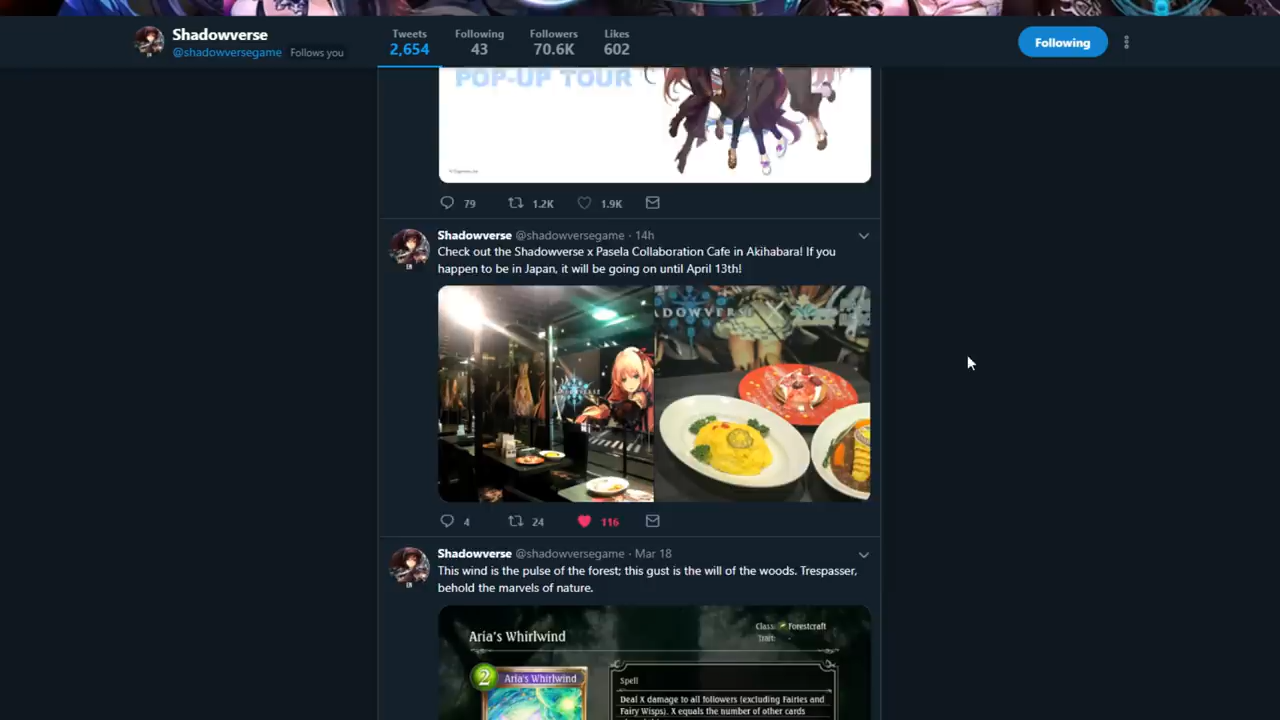 Shadowverse
@shadowversegame Follows you
Tweets
2,654
Following
43
Followers
70.6K
Likes
602
Following
POP-UP TOUR
79 1.2K 1.9K
Shadowverse @shadowversegame · 14h
Check out the Shadowverse x Pasela Collaboration Cafe in Akihabara! If you
happen to be in Japan, it will be going on until April 13th!
4 24 116
Shadowverse @shadowversegame · Mar 18
This wind is the pulse of the forest; this gust is the will of the woods. Trespasser,
behold the marvels of nature.
Aria's Whirlwind
Class: Forestcraft
Trait: -
2 Aria's Whirlwind
Spell
Deal X damage to all followers (excluding Fairies and
Fairy Wisps). X equals the number of other cards